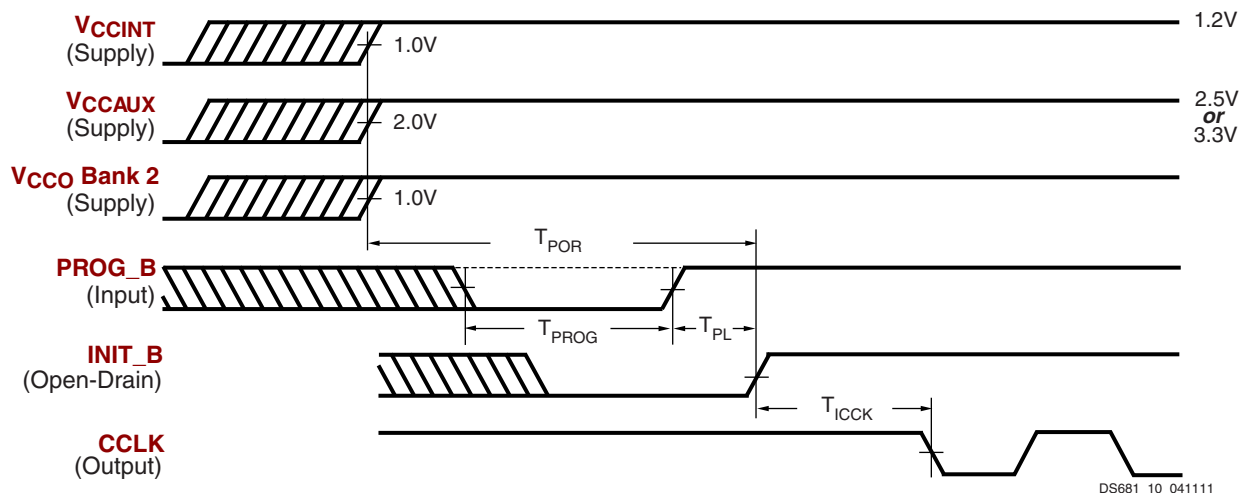 VCCINT
(Supply)
1.0V
1.2V
VCCAUX
(Supply)
2.0V
2.5V
or
3.3V
VCCO Bank 2
(Supply)
1.0V
TPOR
PROG_B
(Input)
TPROG
TPL
INIT_B
(Open-Drain)
TICCK
CCLK
(Output)
DS681_10_041111